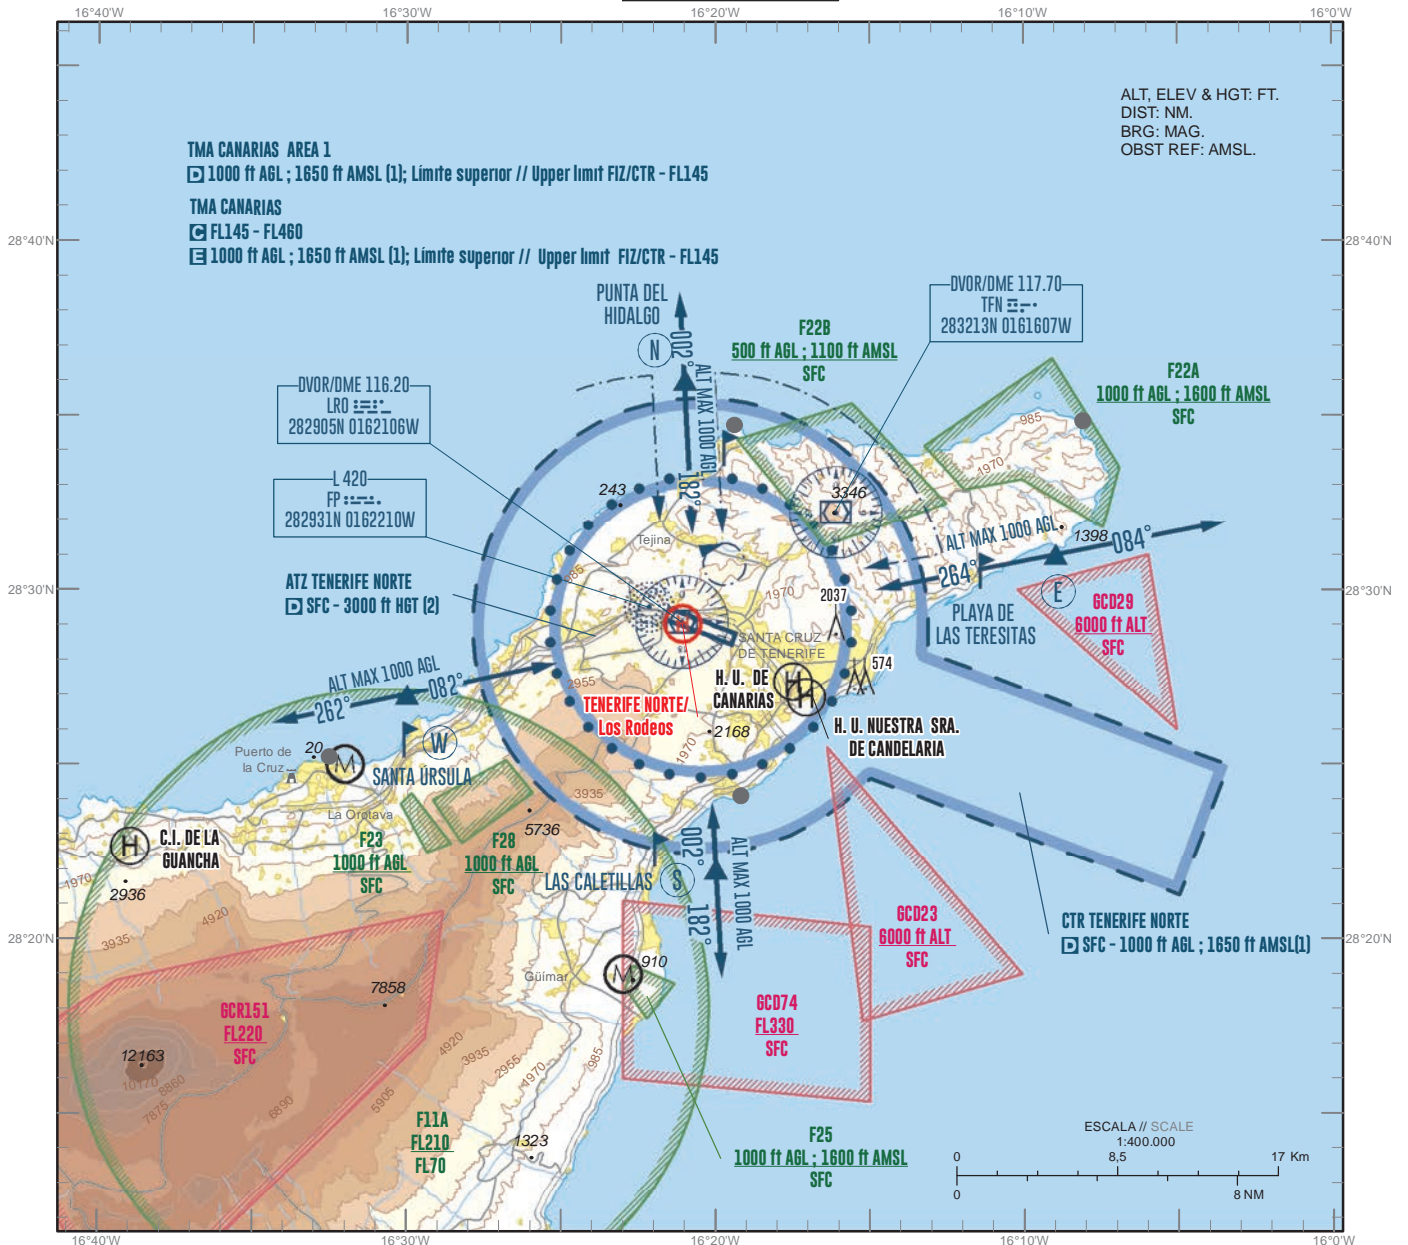 16°40'W
16°30'W
16°20'W
16°10'W
16°0'W
ALT, ELEV & HGT: FT.
DIST: NM.
BRG: MAG.
OBST REF: AMSL.
TMA CANARIAS AREA 1
D 1000 ft AGL ; 1650 ft AMSL (1); Límite superior // Upper limit FIZ/CTR - FL145
TMA CANARIAS
C FL145 - FL460
E 1000 ft AGL ; 1650 ft AMSL (1); Límite superior // Upper limit FIZ/CTR - FL145
28°40'N
28°40'N
PUNTA DEL
HIDALGO
N
002°
182°
ALT MAX 1000 AGL
DVOR/DME 117.70
TFN
283213N 0161607W
F22B
500 ft AGL ; 1100 ft AMSL
SFC
F22A
1000 ft AGL ; 1600 ft AMSL
SFC
DVOR/DME 116.20
LRO
282905N 0162106W
L 420
FP
282931N 0162210W
243
3346
985
1970
1398
Tejina
985
ALT MAX 1000 AGL
264°
084°
E
PLAYA DE
LAS TERESITAS
28°30'N
28°30'N
ATZ TENERIFE NORTE
D SFC - 3000 ft HGT (2)
1970
2037
GCD29
6000 ft ALT
SFC
SANTA CRUZ
DE TENERIFE
574
H
H
H. U. DE
CANARIAS
H. U. NUESTRA SRA.
DE CANDELARIA
TENERIFE NORTE/
Los Rodeos
2955
1970
2168
ALT MAX 1000 AGL
262°
082°
W
SANTA ÚRSULA
20
M
Puerto de
la Cruz
La Orotava
3935
5736
F23
1000 ft AGL
SFC
F28
1000 ft AGL
SFC
H
C.I. DE LA
GUANCHA
1970
2936
LAS CALETILLAS
S
002°
182°
ALT MAX 1000 AGL
4920
3935
28°20'N
28°20'N
GCD23
6000 ft ALT
SFC
CTR TENERIFE NORTE
D SFC - 1000 ft AGL ; 1650 ft AMSL(1)
Güímar
M
910
7858
GCR151
FL220
SFC
GCD74
FL330
SFC
12163
10170
8860
7875
6890
5905
4920
3935
2955
1970
985
F11A
FL210
FL70
1323
F25
1000 ft AGL ; 1600 ft AMSL
SFC
ESCALA // SCALE
1:400.000
0
8,5
17 Km
0
8 NM
16°40'W
16°30'W
16°20'W
16°10'W
16°0'W